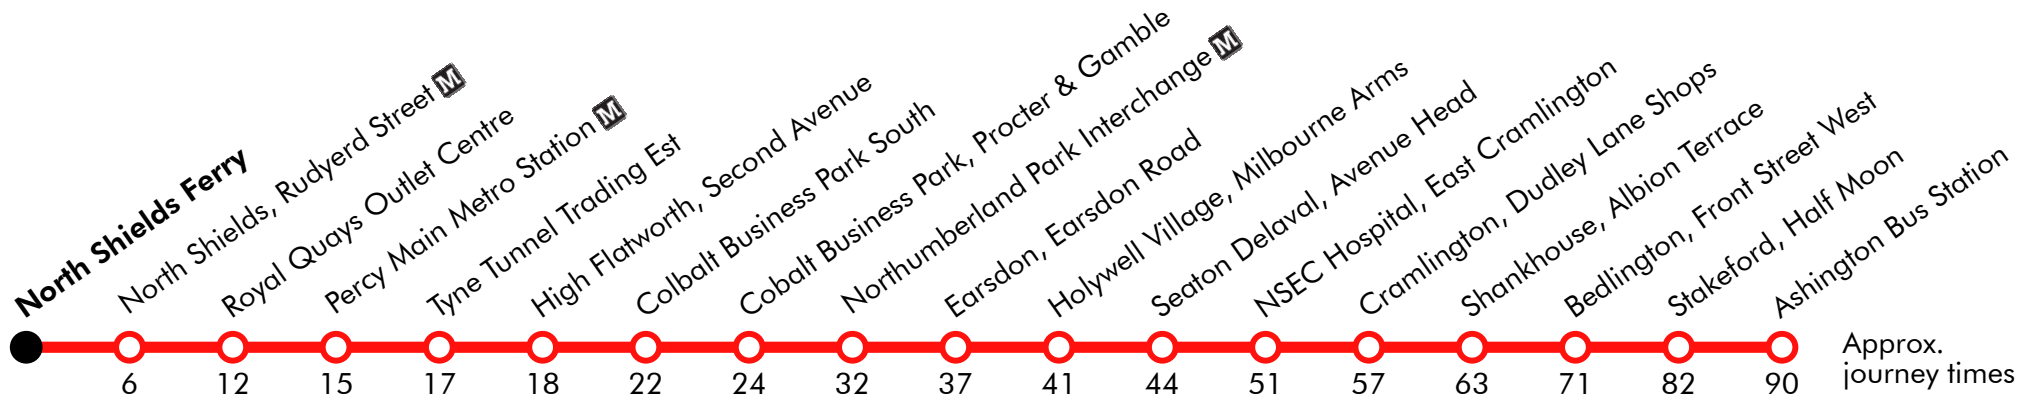 North Shields Ferry
North Shields, Rudyerd Street M
Royal Quays Outlet Centre
Percy Main Metro Station M
Tyne Tunnel Trading Est
High Flatworth, Second Avenue
Colbalt Business Park South
Cobalt Business Park, Procter & Gamble
Northumberland Park Interchange M
Earsdon, Earsdon Road
Holywell Village, Milbourne Arms
Seaton Delaval, Avenue Head
NSEC Hospital, East Cramlington
Cramlington, Dudley Lane Shops
Shankhouse, Albion Terrace
Bedlington, Front Street West
Stakeford, Half Moon
Ashington Bus Station
6 12 15 17 18 22 24 32 37 41 44 51 57 63 71 82 90
Approx.
journey times